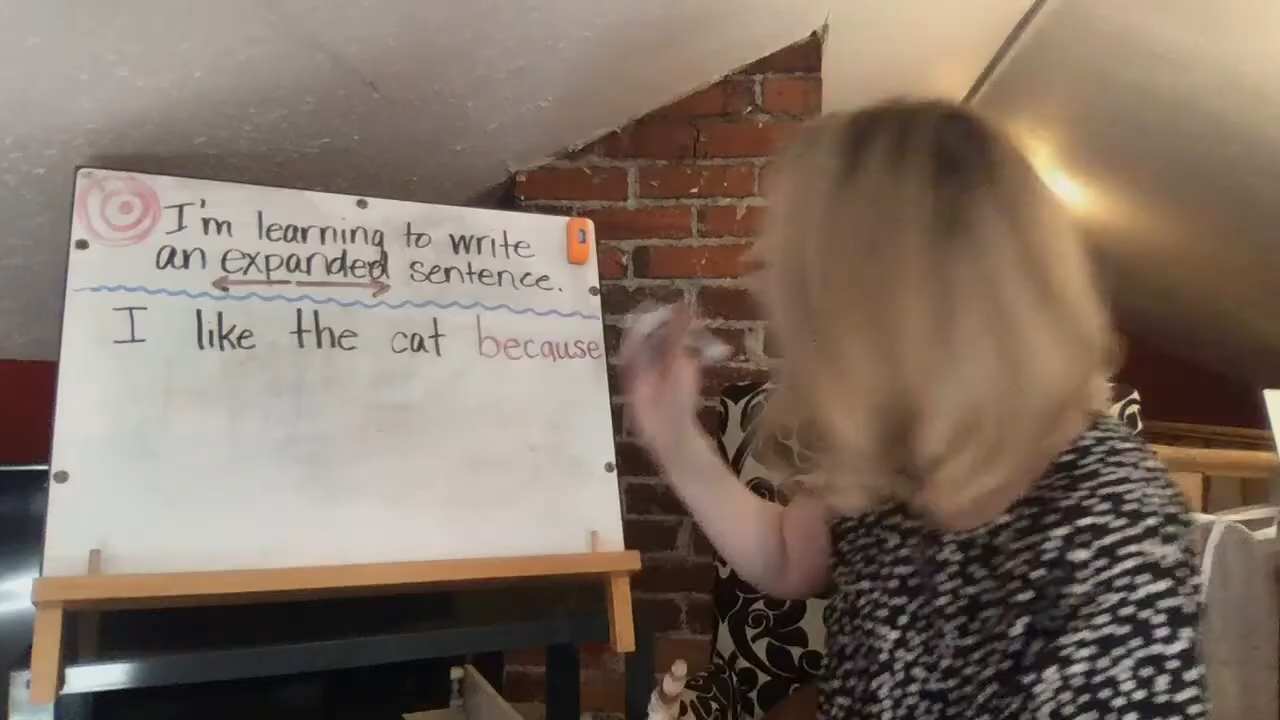 I'm learning to write
an expanded sentence.
I like the cat because